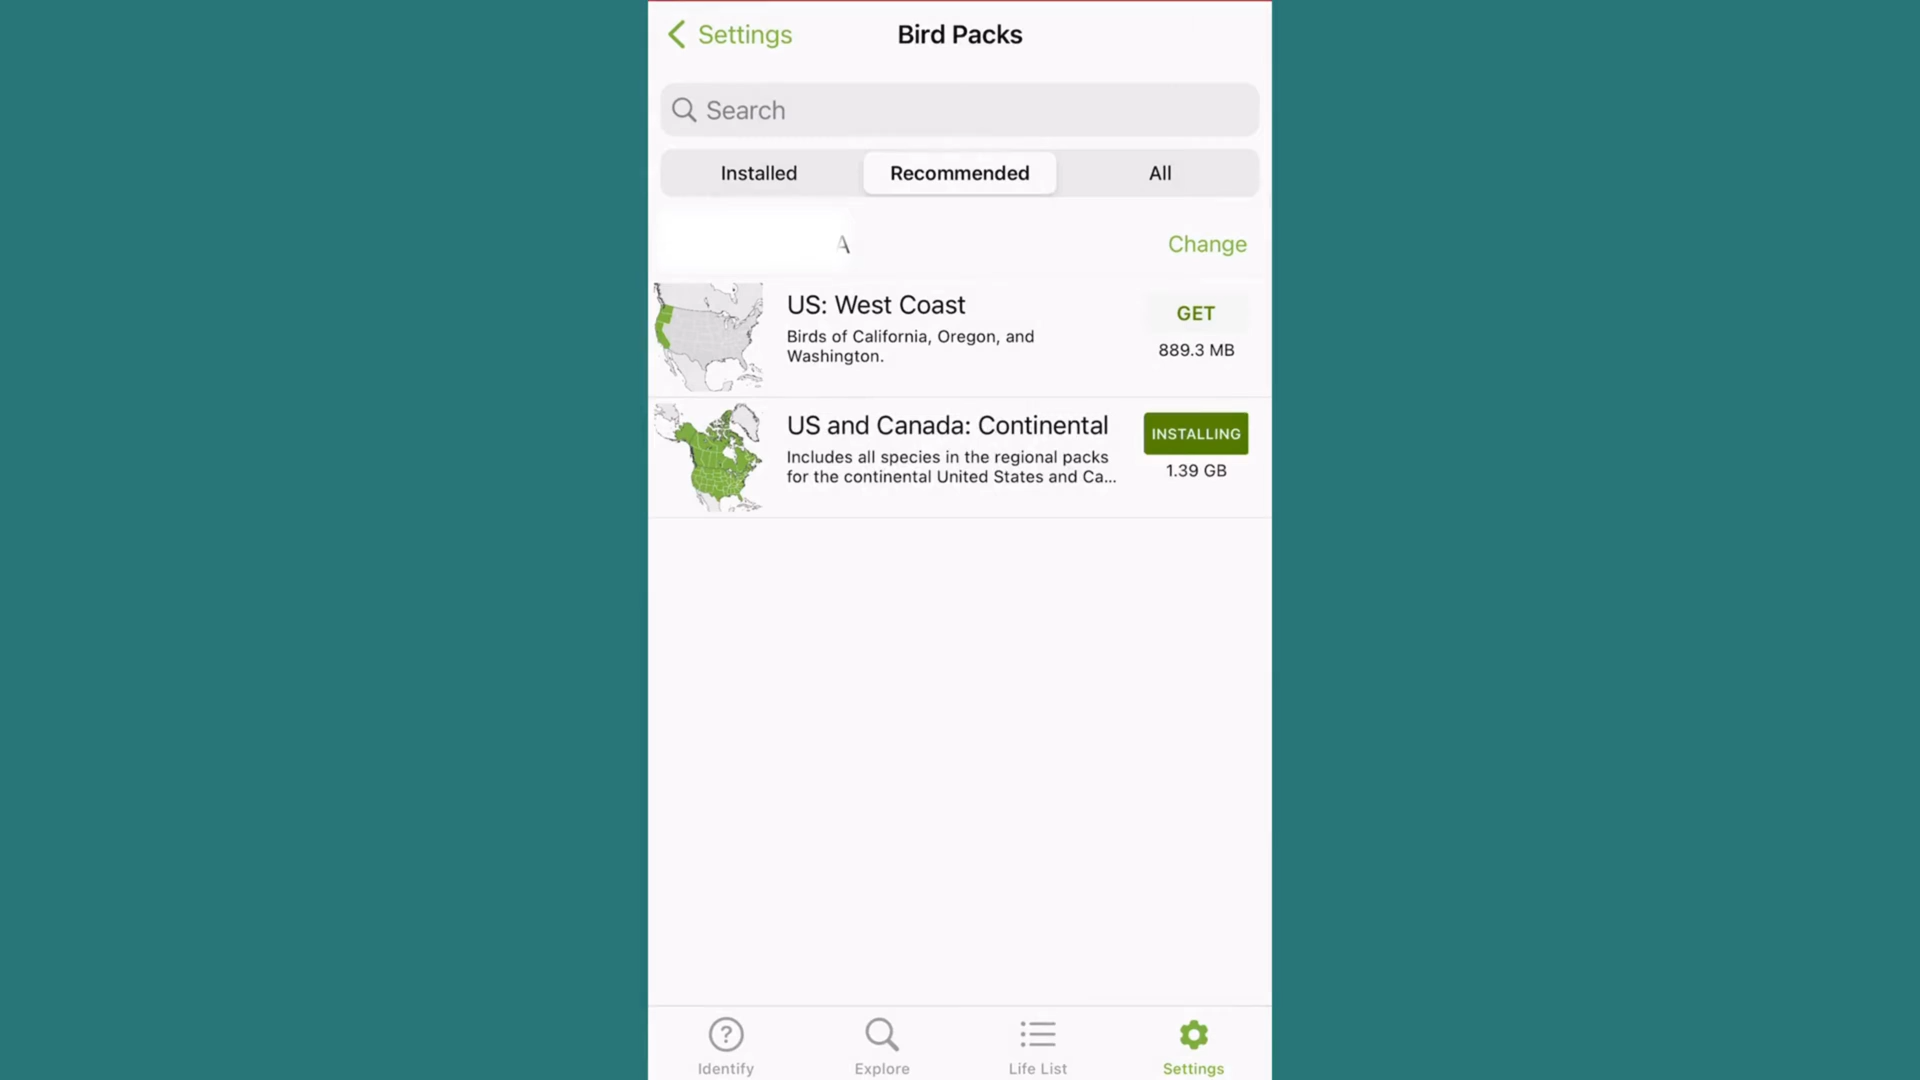 Settings
Bird Packs
Search
Installed
Recommended
All
A
Change
US: West Coast
Birds of California, Oregon, and
Washington.
GET
889.3 MB
US and Canada: Continental
Includes all species in the regional packs
for the continental United States and Ca...
INSTALLING
1.39 GB
?
Identify
Explore
Life List
Settings